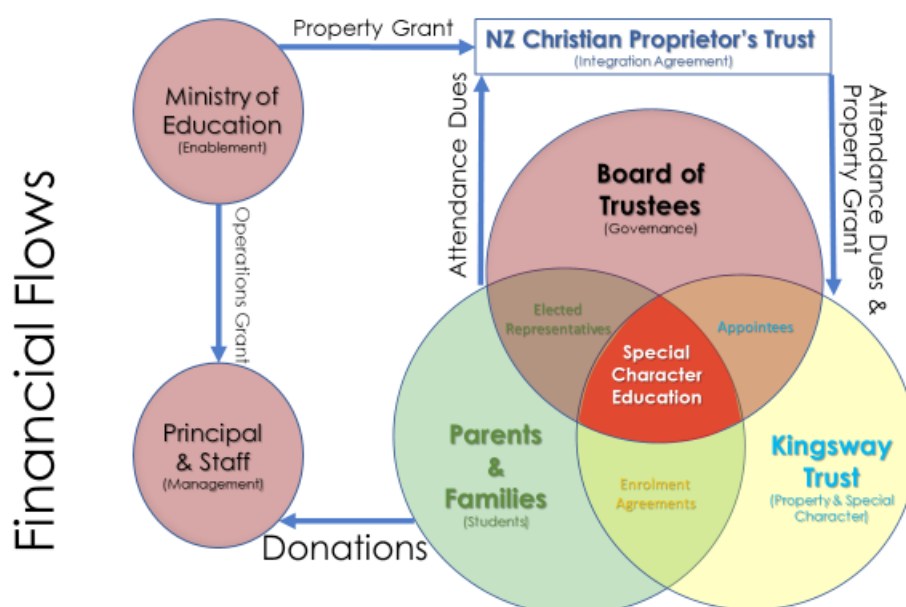 Financial Flows
Property Grant
NZ Christian Proprietor's Trust
(Integration Agreement)
Ministry of
Education
(Enablement)
Attendance Dues
Attendance Dues &
Property Grant
Board of
Trustees
(Governance)
Operations Grant
Elected
Representatives
Appointees
Special
Character
Education
Principal
& Staff
(Management)
Parents
&
Families
(Students)
Enrolment
Agreements
Kingsway
Trust
(Property & Special
Character)
Donations